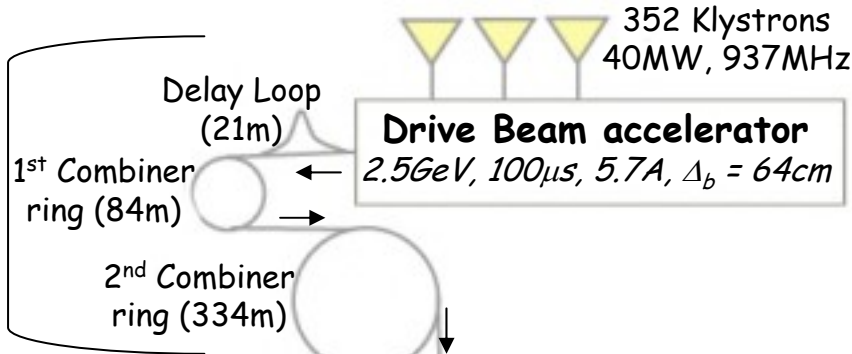 352 Klystrons
40MW, 937MHz
Delay Loop
(21m)
Drive Beam accelerator
2.5GeV, 100μs, 5.7A, Δb = 64cm
1st Combiner
ring (84m)
2nd Combiner
ring (334m)